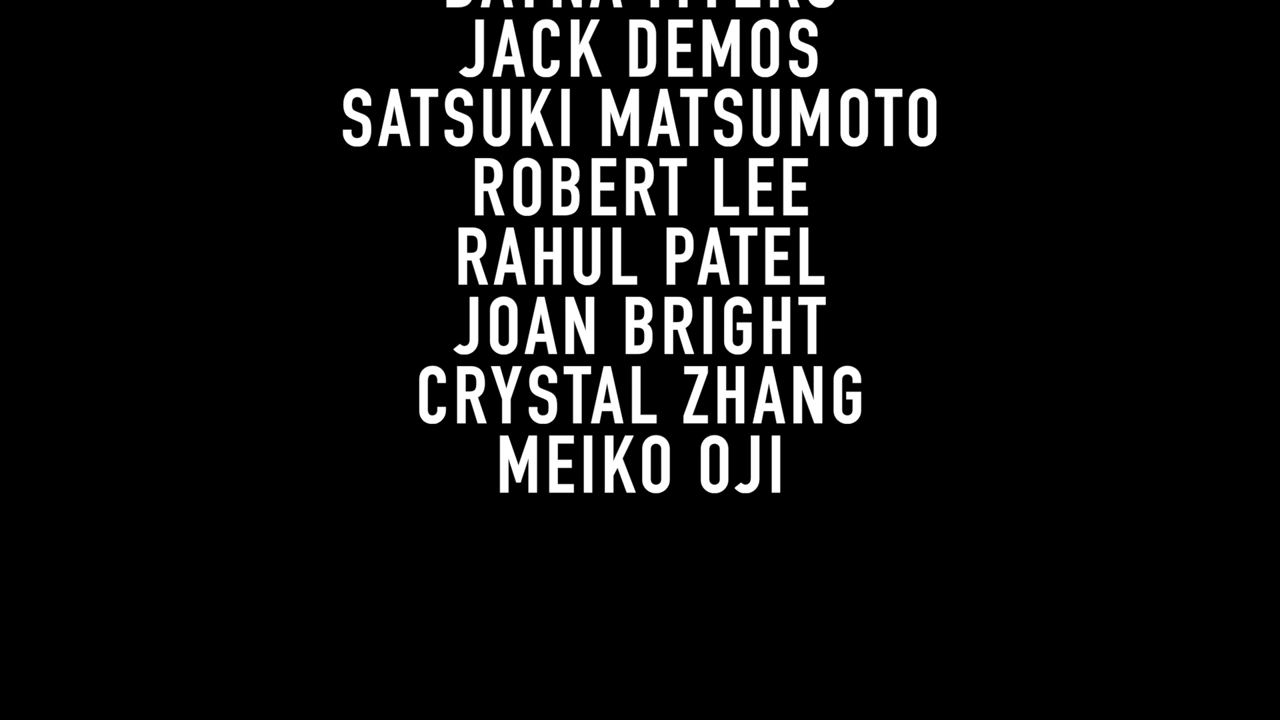 JACK DEMOS
SATSUKI MATSUMOTO
ROBERT LEE
RAHUL PATEL
JOAN BRIGHT
CRYSTAL ZHANG
MEIKO OJI